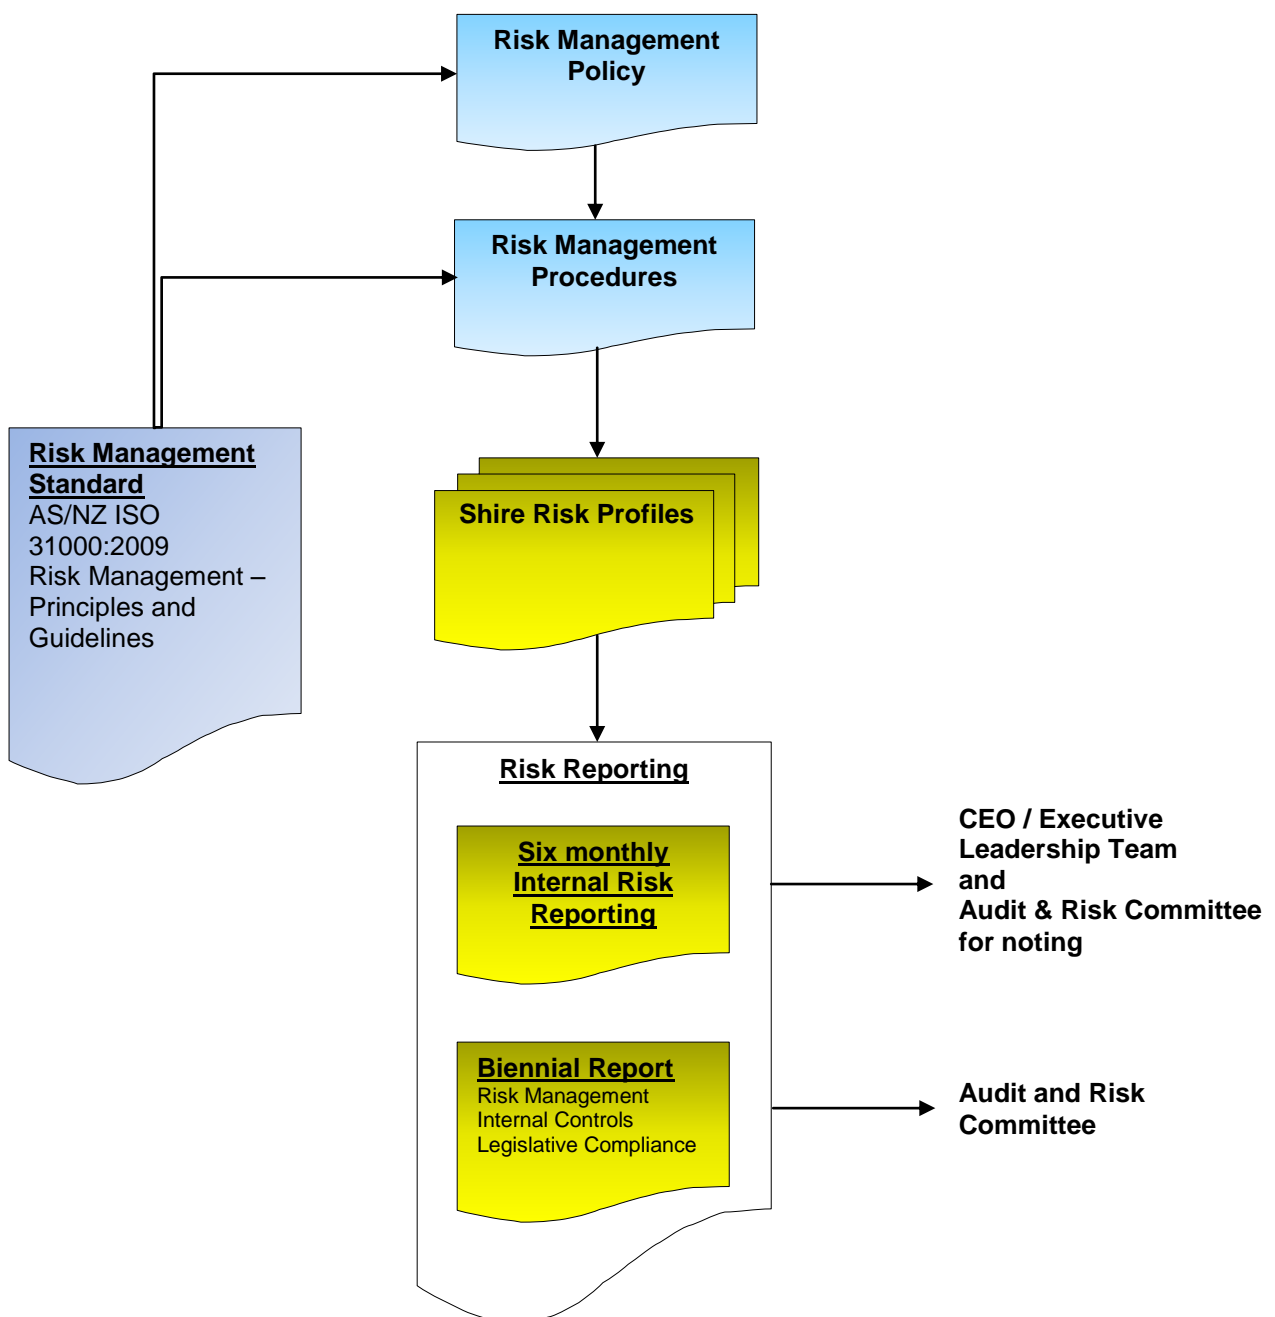 Risk Management
Policy
Risk Management
Procedures
Risk Management
Standard
AS/NZ ISO
31000:2009
Risk Management –
Principles and
Guidelines
Shire Risk Profiles
Risk Reporting
Six monthly
Internal Risk
Reporting
CEO / Executive
Leadership Team
and
Audit & Risk Committee
for noting
Biennial Report
Risk Management
Internal Controls
Legislative Compliance
Audit and Risk
Committee